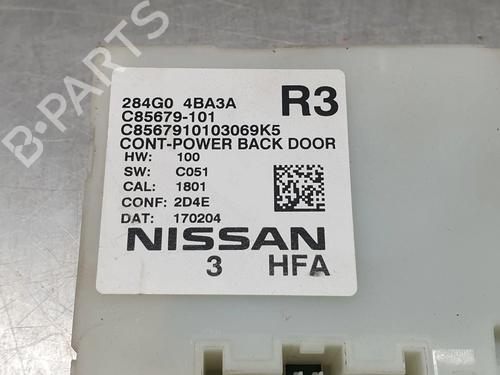 284G0 4BA3A R3
C85679-101
C8567910103069K5
CONT-POWER BACK DOOR
HW: 100
SW: C051
CAL: 1801
CONF: 2D4E
DAT: 170204
NISSAN
3 HFA
B-PARTS